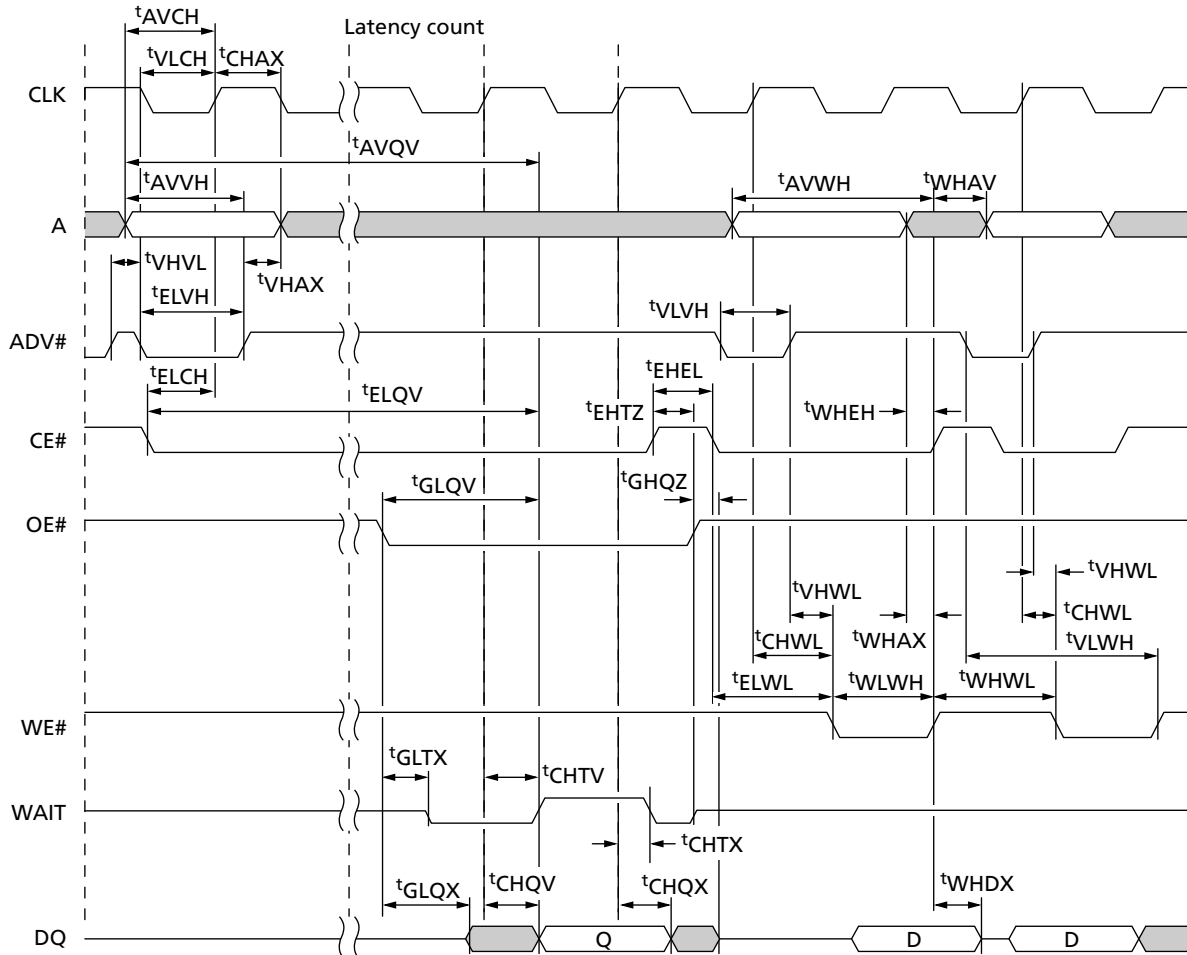 tAVCH
Latency count
tVLCH tCHAX
CLK
tAVQV
tAVVH tAVWH tWHAV
A
tVHVL
tVHAX
tELVH tVLVH
ADV#
tEHEL
tELCH tELQV
tEHTZ tWHEH
CE#
tGLQV tGHQZ
OE#
tVHWL
tVHWL
tCHWL
tCHWL tWHAX
tVLWH
tELWL tWLWH tWHWL
WE#
tGLTX tCHTV
WAIT
tCHTX
tGLQX tCHQV tCHQX tWHDX
DQ Q D D